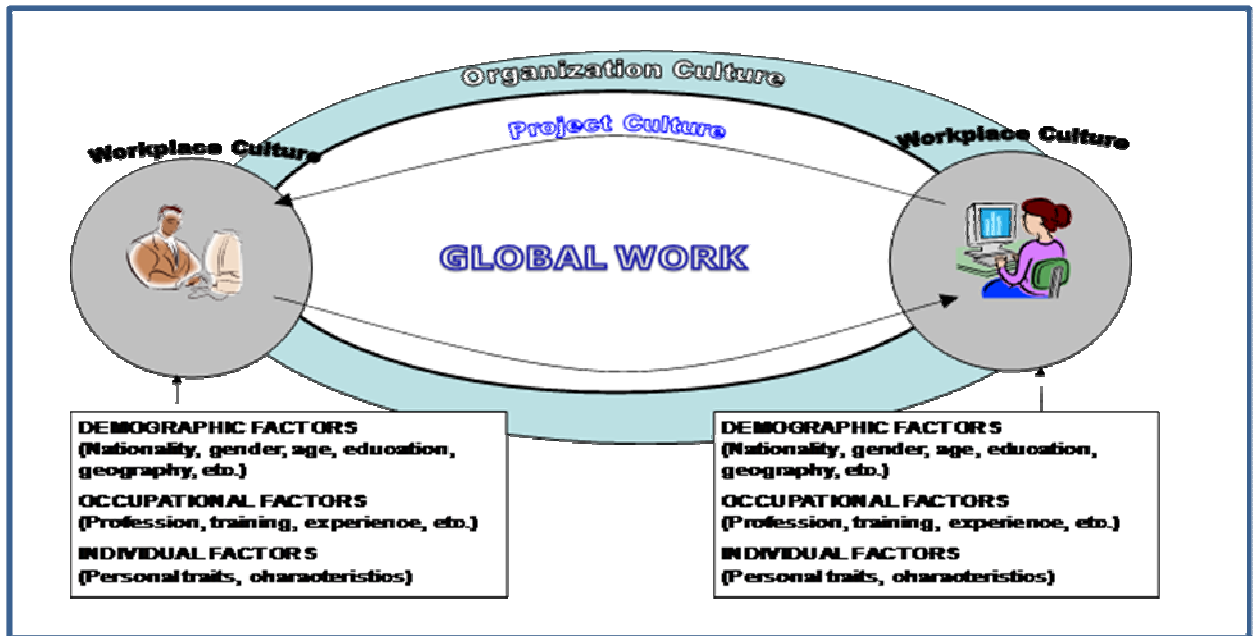 Organization Culture
Project Culture
Workplace Culture
Workplace Culture
GLOBAL WORK
DEMOGRAPHIC FACTORS
(Nationality, gender, age, education,
geography, etc.)
OCCUPATIONAL FACTORS
(Profession, training, experience, etc.)
INDIVIDUAL FACTORS
(Personal traits, characteristics)
DEMOGRAPHIC FACTORS
(Nationality, gender, age, education,
geography, etc.)
OCCUPATIONAL FACTORS
(Profession, training, experience, etc.)
INDIVIDUAL FACTORS
(Personal traits, characteristics)